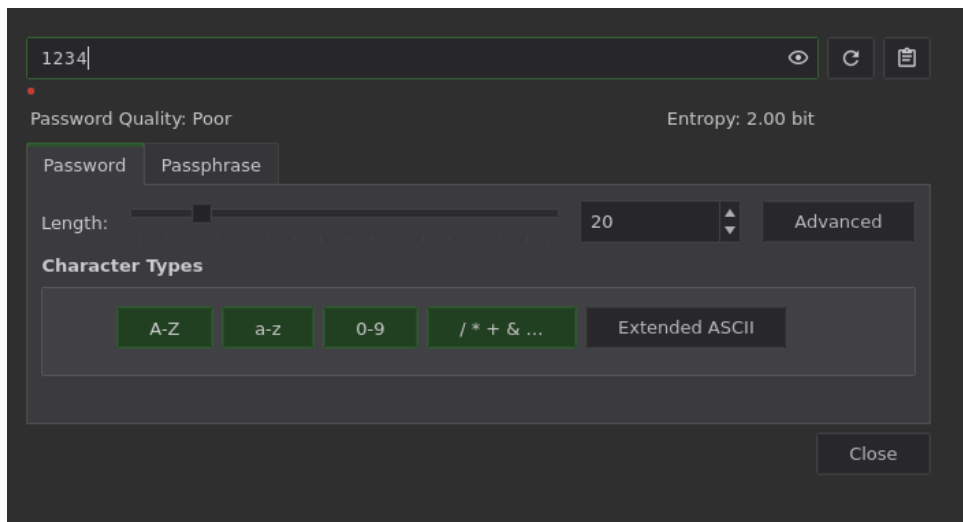 1234
Password Quality: Poor Entropy: 2.00 bit
Password Passphrase
Length: 20 Advanced
Character Types
A-Z a-z 0-9 / * + & ... Extended ASCII
Close